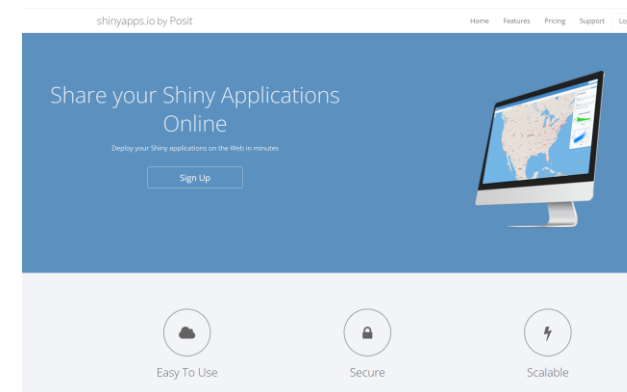 shinyapps.io by Posit
Home Features Pricing Support
Share your Shiny Applications
Online
Deploy your Shiny applications on the Web in minutes
Sign Up
Easy To Use
Secure
Scalable